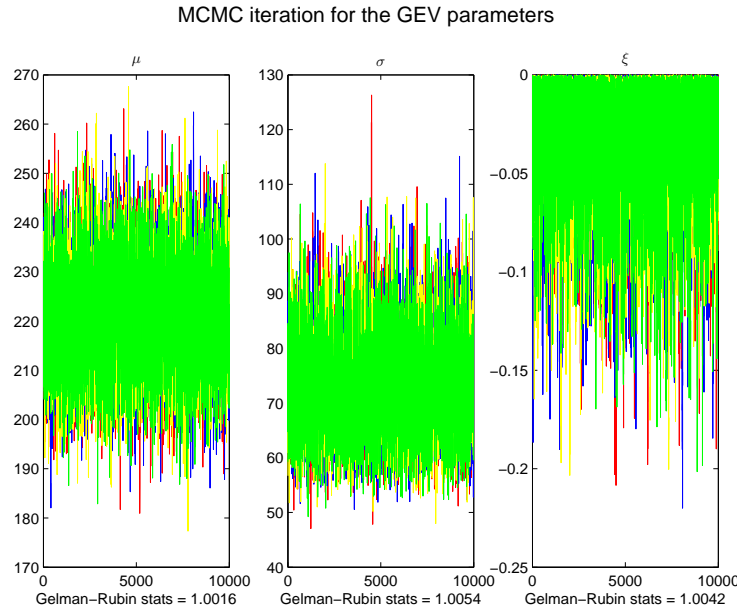 MCMC iteration for the GEV parameters
μ
270
260
250
240
230
220
210
200
190
180
170
0 5000 10000
Gelman−Rubin stats = 1.0016
σ
130
120
110
100
90
80
70
60
50
40
0 5000 10000
Gelman−Rubin stats = 1.0054
ξ
0
−0.05
−0.1
−0.15
−0.2
−0.25
0 5000 10000
Gelman−Rubin stats = 1.0042